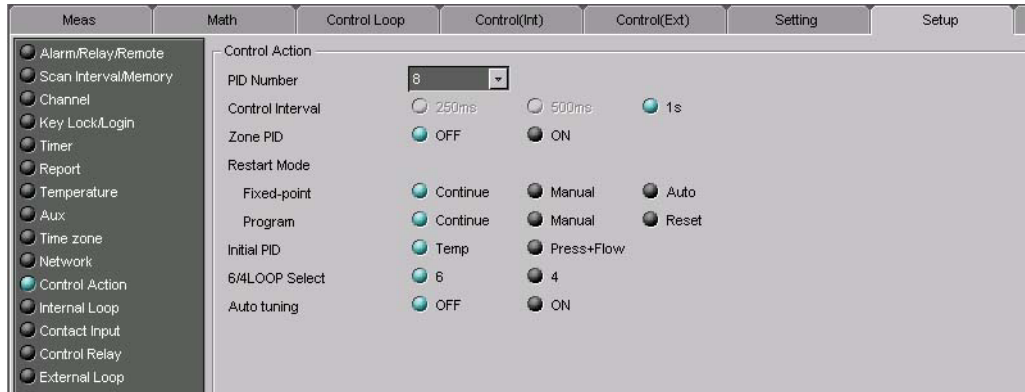 Meas Math Control Loop Control(Int) Control(Ext) Setting Setup
Alarm/Relay/Remote
Scan Interval/Memory
Channel
Key Lock/Login
Timer
Report
Temperature
Aux
Time zone
Network
Control Action
Internal Loop
Contact Input
Control Relay
External Loop
Control Action
PID Number 8
Control Interval 250ms 500ms 1s
Zone PID OFF ON
Restart Mode
Fixed-point Continue Manual Auto
Program Continue Manual Reset
Initial PID Temp Press+Flow
6/4LOOP Select 6 4
Auto tuning OFF ON